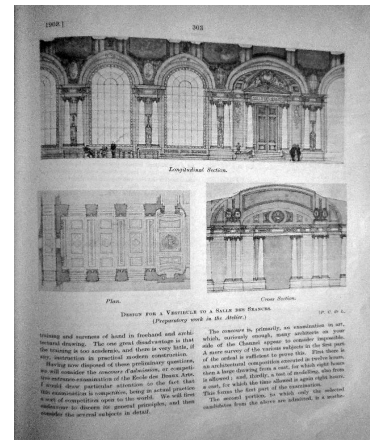 1902 ]
363
Longitudinal Section.
Plan.
Cross Section.
DESIGN FOR A VESTIBULE TO A SALLE DES SEANCES.
(Preparatory work in the Atelier.)
training and sureness of hand in freehand and archi-
tectural drawing. The one great disadvantage is that
the training is too academic, and there is very little, if
any, instruction in practical modern construction.
Having now disposed of these preliminary questions,
we will consider the concours d'admission, or competi-
tive entrance examination of the Ecole des Beaux Arts.
I would draw particular attention to the fact that
this examination is competitive, being in actual practice
a sort of competition open to the world. We will first
endeavour to discuss its general principles, and then
consider the several subjects in detail.
The concours is, primarily, an examination in art,
which, curiously enough, many architects on your
side of the Channel appear to consider impossible.
A mere survey of the various subjects in the first part
of the ordeal is sufficient to prove this. First there is
an architectural composition executed in twelve hours,
then a large drawing from a cast, for which eight hours
is allowed; and, thirdly, a test of modelling, also from
a cast, for which the time allowed is again eight hours.
This forms the first part of the examination.
The second portion, to which only the selected
candidates from the above are admitted, is a mathe-